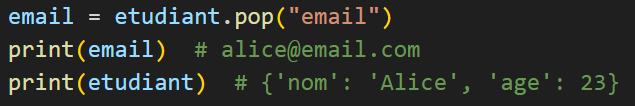 email = etudiant.pop("email")
print(email)  # alice@email.com
print(etudiant)  # {'nom': 'Alice', 'age': 23}